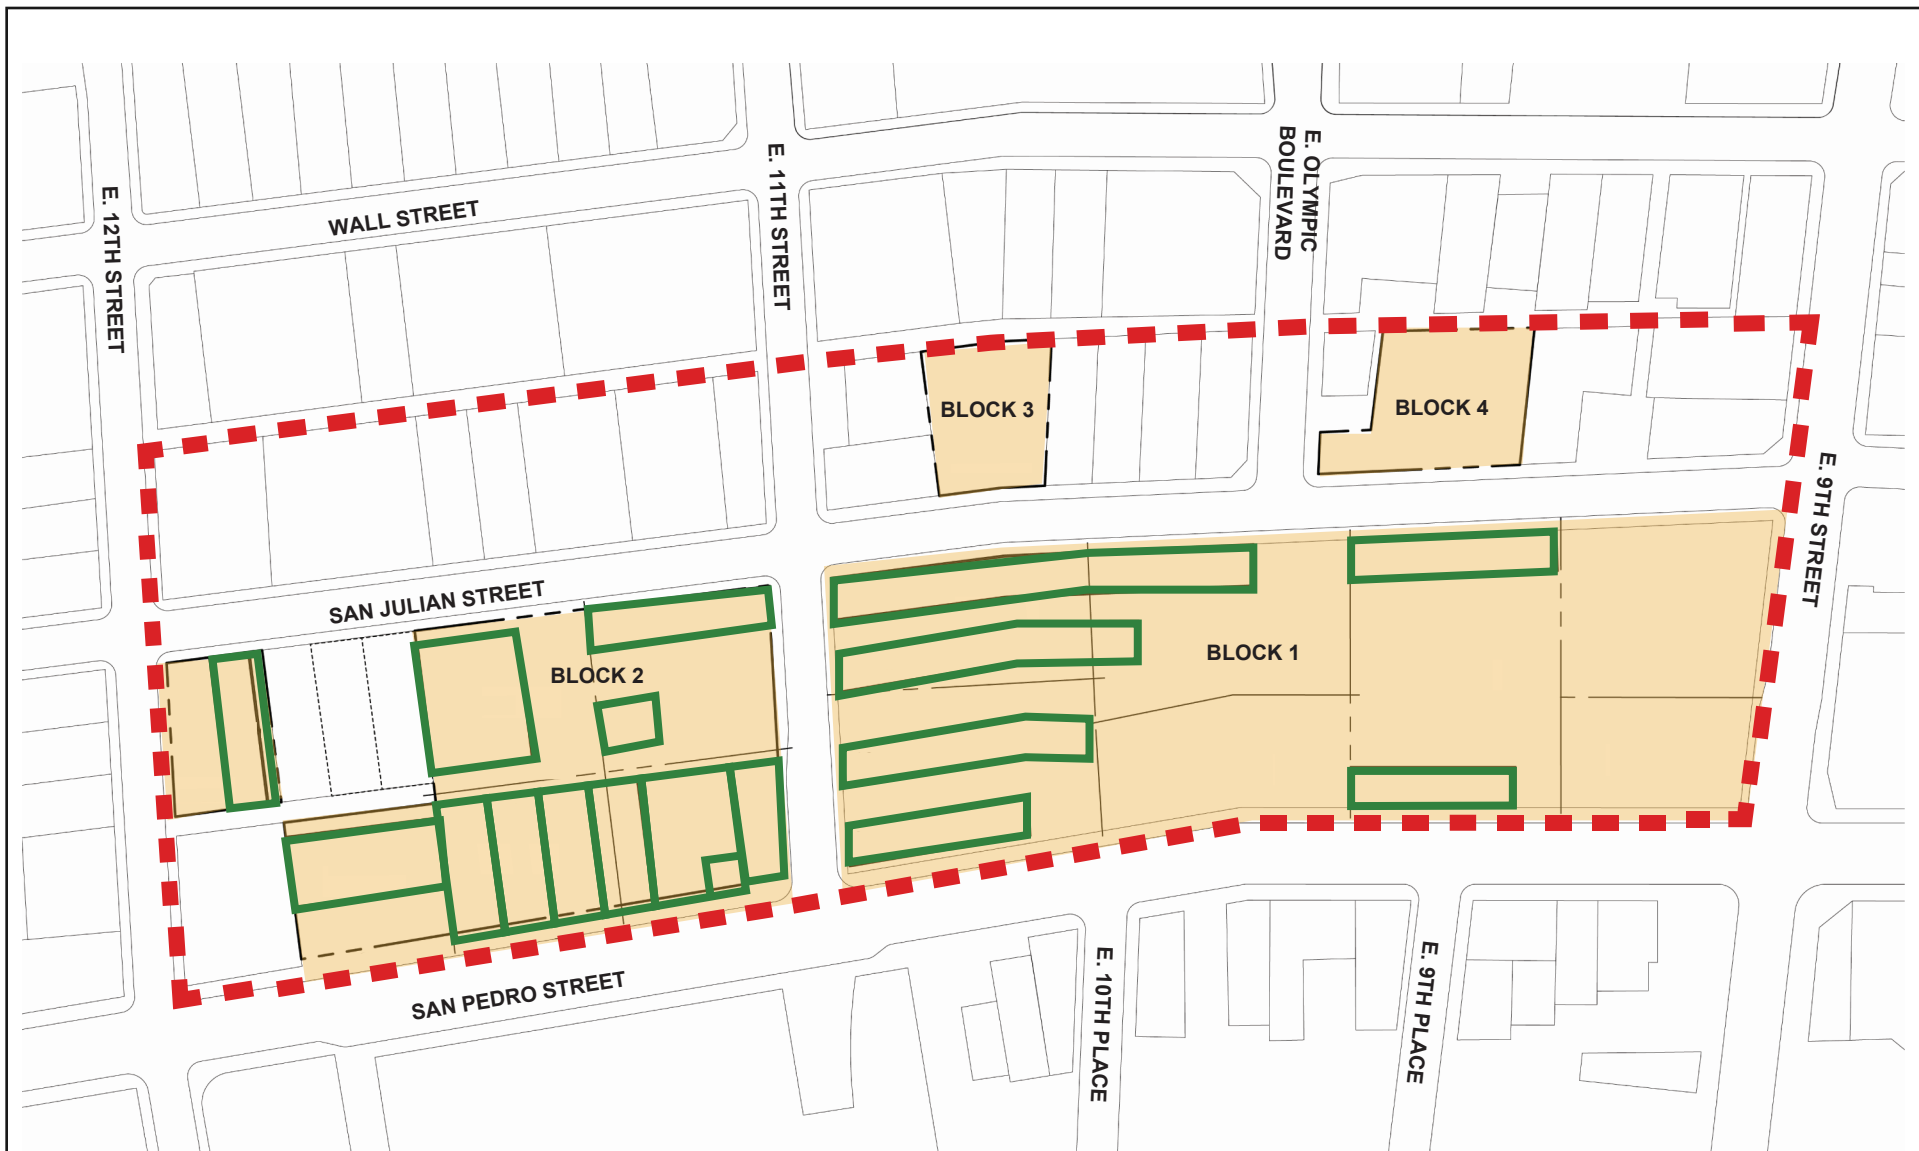 E. 12TH STREET
WALL STREET
E. 11TH STREET
E. OLYMPIC
BOULEVARD
BLOCK 3
BLOCK 4
E. 9TH STREET
SAN JULIAN STREET
BLOCK 2
BLOCK 1
SAN PEDRO STREET
E. 10TH PLACE
E. 9TH PLACE